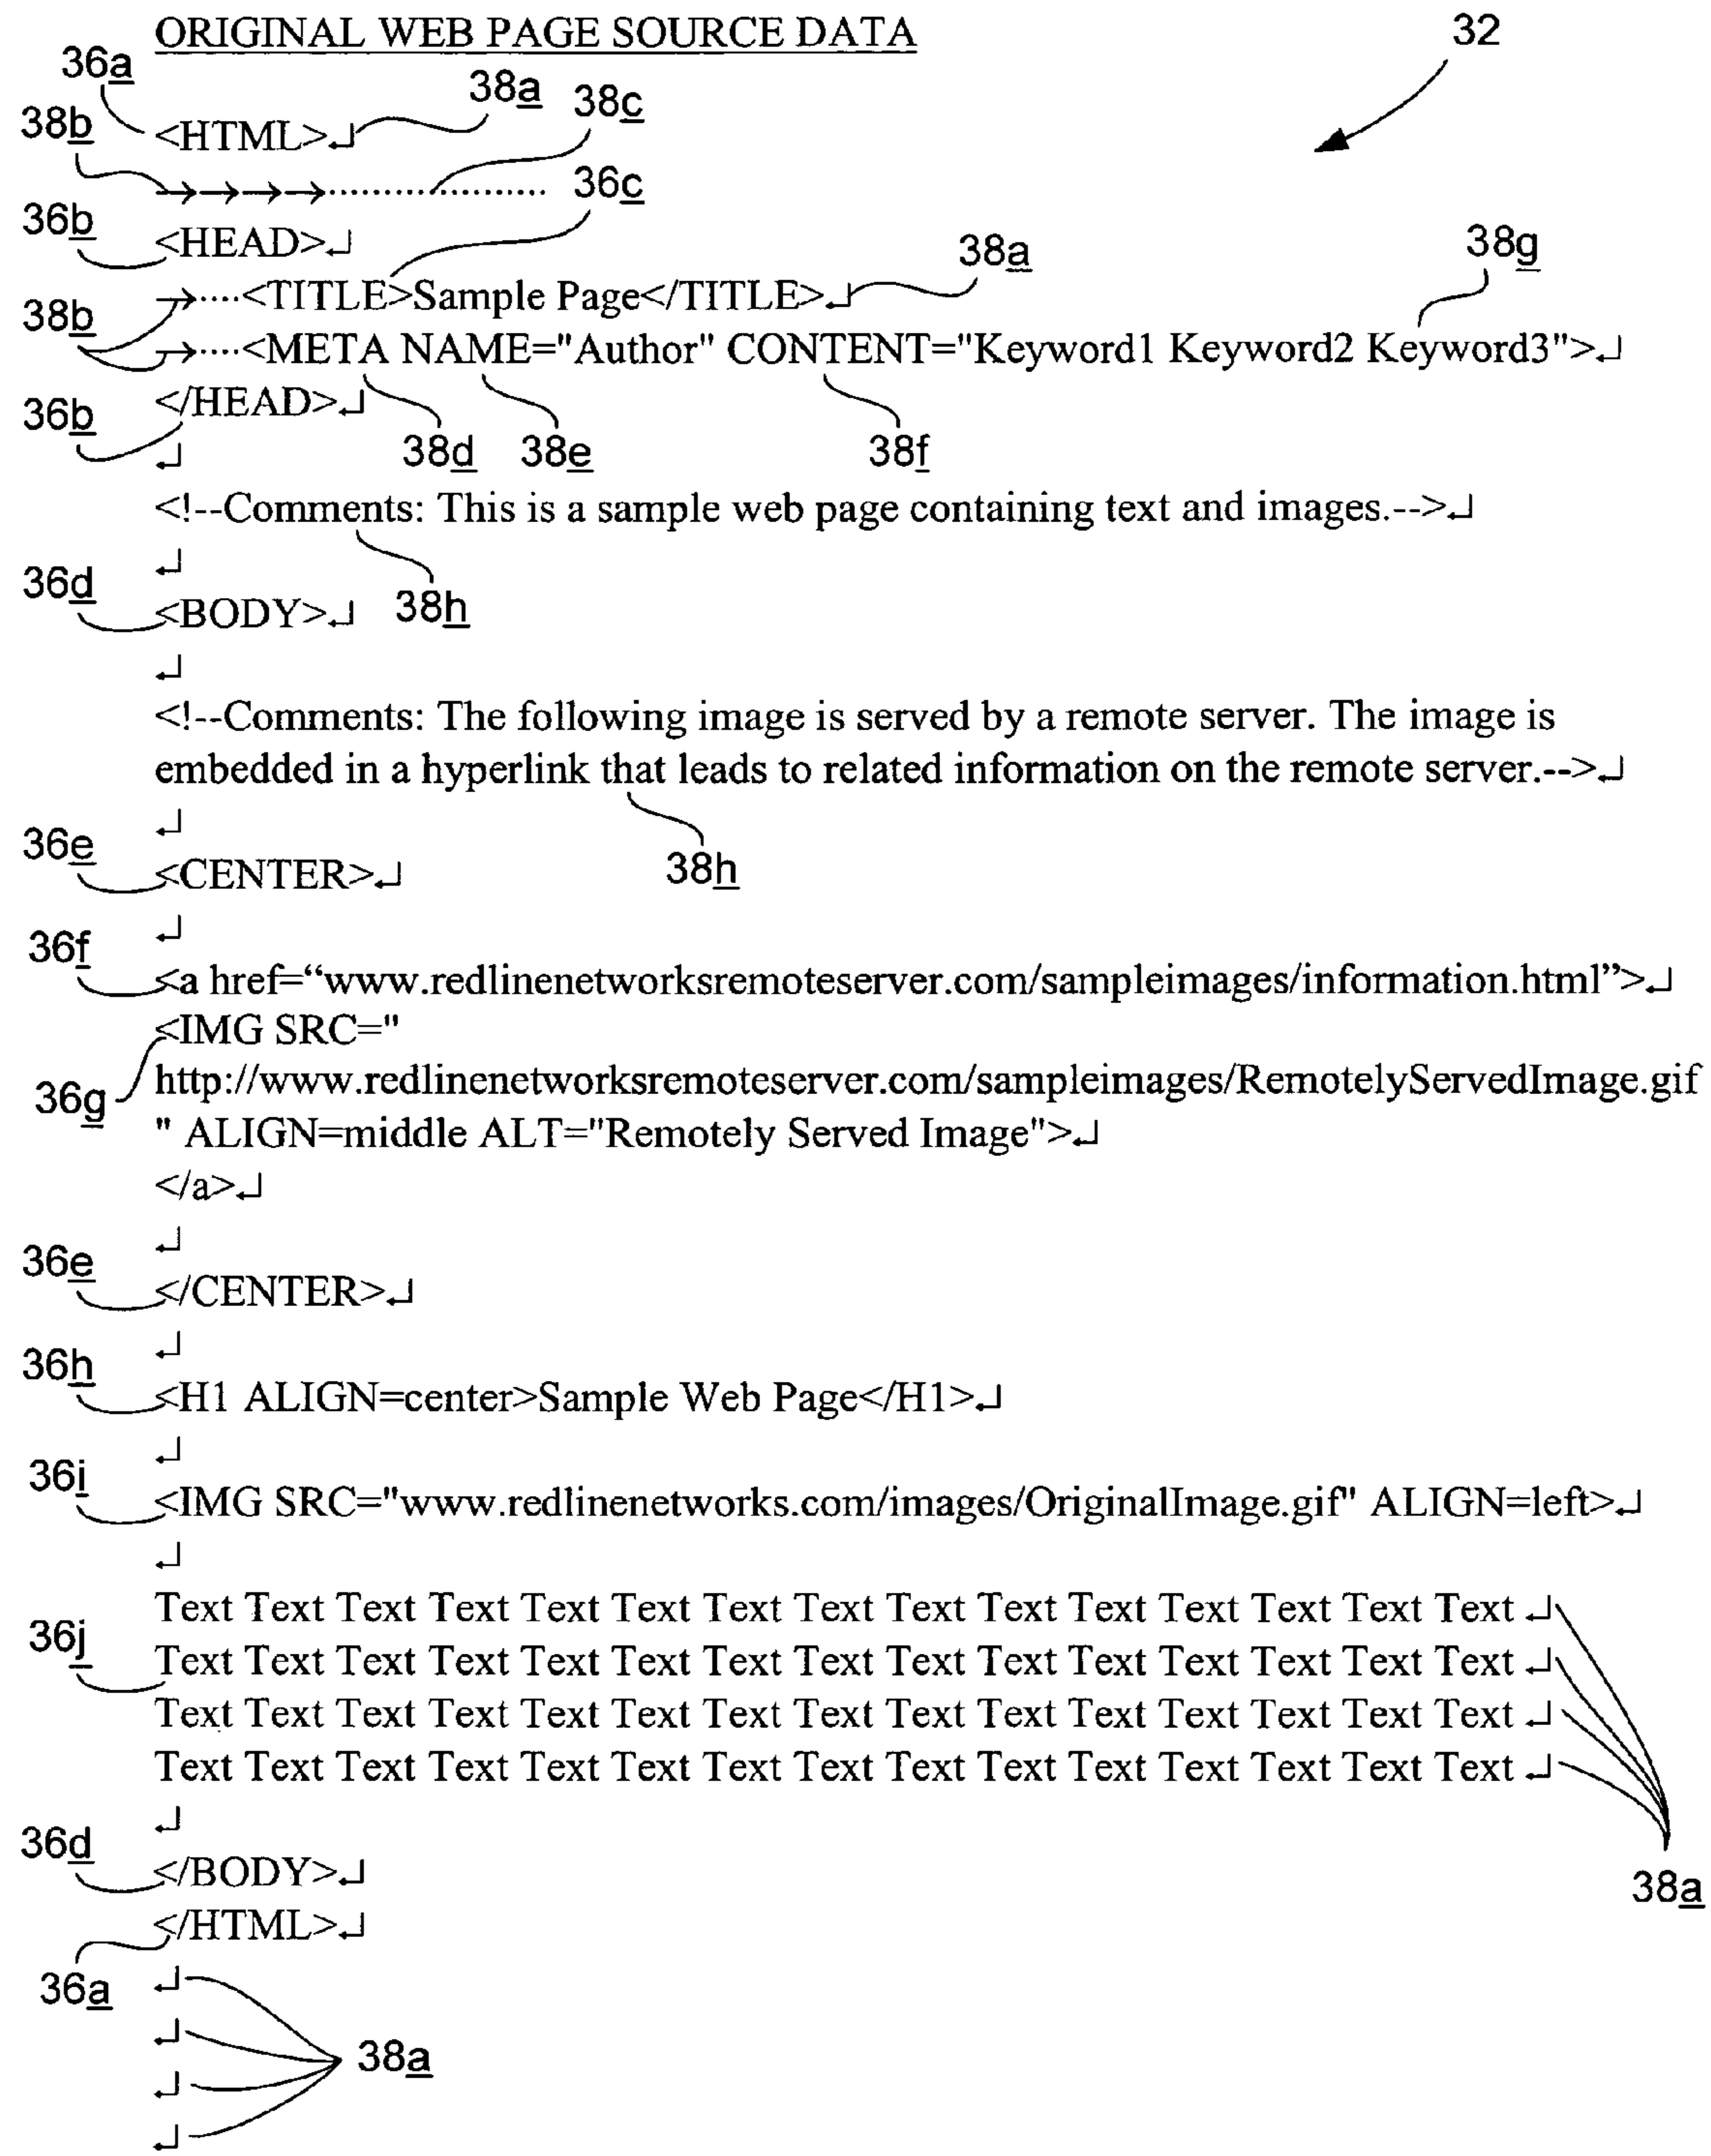 ORIGINAL WEB PAGE SOURCE DATA
32
36a
38a
38c
38b
<HTML>↵
→→→→.....................
36c
36b
<HEAD>↵
38a
38g
→····<TITLE>Sample Page</TITLE>↵
38b
→····<META NAME="Author" CONTENT="Keyword1 Keyword2 Keyword3">↵
</HEAD>↵
36b
38d
38e
38f
↵
<!--Comments: This is a sample web page containing text and images.-->↵
↵
36d
<BODY>↵
38h
↵
<!--Comments: The following image is served by a remote server. The image is
embedded in a hyperlink that leads to related information on the remote server.-->↵
↵
36e
38h
<CENTER>↵
↵
36f
<a href=“www.redlinenetworksremoteserver.com/sampleimages/information.html”>↵
<IMG SRC="
36g
http://www.redlinenetworksremoteserver.com/sampleimages/RemotelyServedImage.gif
" ALIGN=middle ALT="Remotely Served Image">↵
</a>↵
↵
36e
</CENTER>↵
↵
36h
<H1 ALIGN=center>Sample Web Page</H1>↵
↵
36i
<IMG SRC="www.redlinenetworks.com/images/OriginalImage.gif" ALIGN=left>↵
↵
Text Text Text Text Text Text Text Text Text Text Text Text Text Text Text ↵
36j
Text Text Text Text Text Text Text Text Text Text Text Text Text Text Text ↵
Text Text Text Text Text Text Text Text Text Text Text Text Text Text Text ↵
Text Text Text Text Text Text Text Text Text Text Text Text Text Text Text ↵
↵
36d
</BODY>↵
38a
</HTML>↵
36a
↵
↵
38a
↵
↵